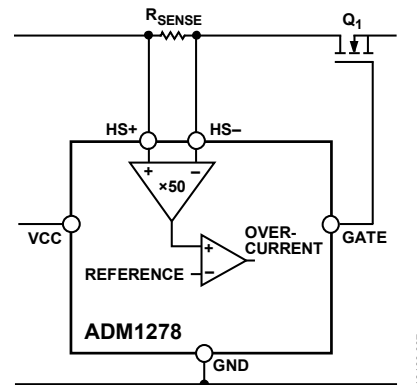 RSENSE
Q1
HS+
HS–
+ –
×50
VCC
+
OVER-
CURRENT
GATE
REFERENCE
–
ADM1278
GND